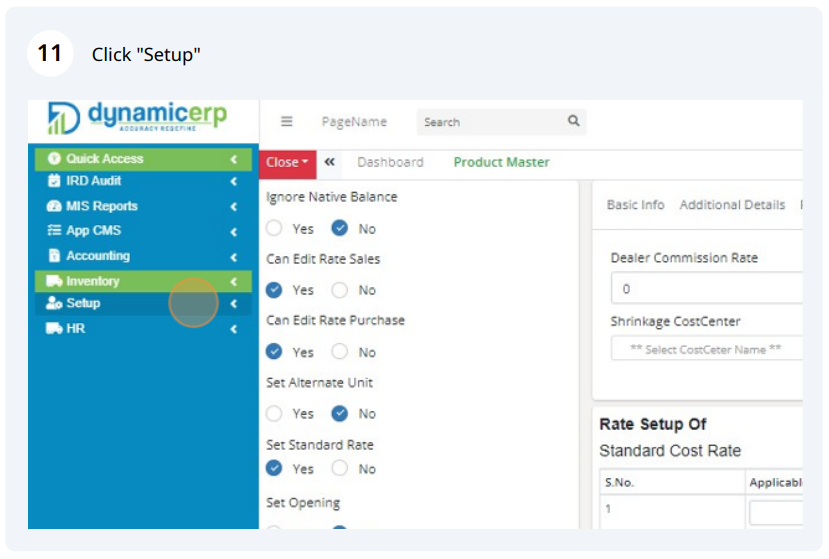 11 Click "Setup"
dynamicerp
ACCURACY REDEFINE
PageName Search
Quick Access
IRD Audit
MIS Reports
App CMS
Accounting
Inventory
Setup
HR
Close « Dashboard Product Master
Ignore Native Balance
Yes No
Can Edit Rate Sales
Yes No
Can Edit Rate Purchase
Yes No
Set Alternate Unit
Yes No
Set Standard Rate
Yes No
Set Opening
Basic Info Additional Details
Dealer Commission Rate
0
Shrinkage CostCenter
** Select CostCeter Name **
Rate Setup Of
Standard Cost Rate
S.No. Applicabl
1